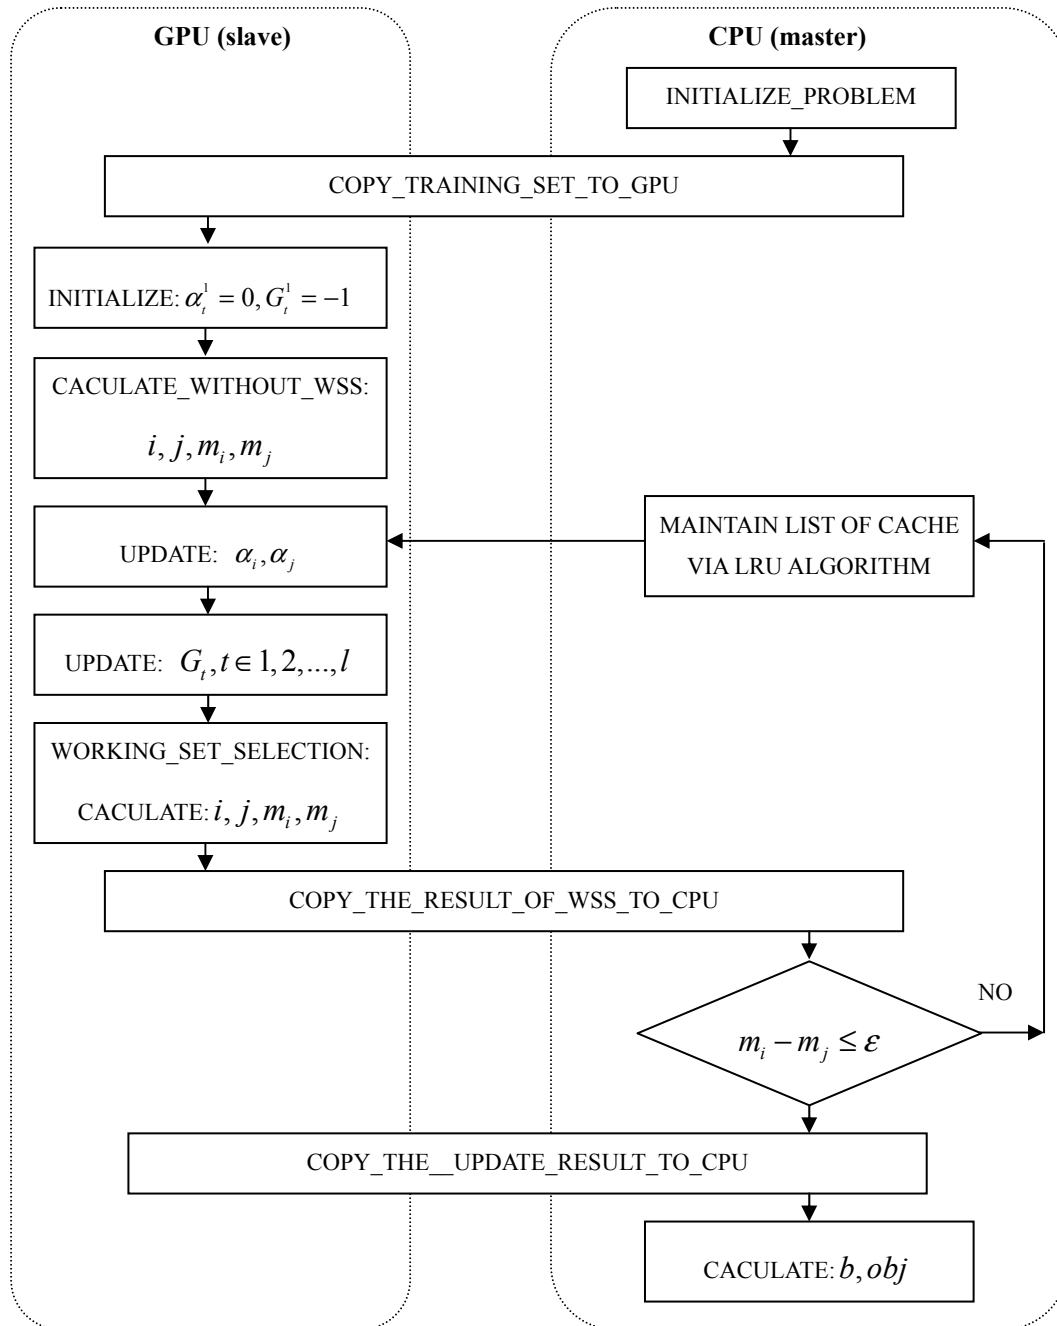 GPU (slave)
CPU (master)
INITIALIZE_PROBLEM
COPY_TRAINING_SET_TO_GPU
INITIALIZE: α_t^1 = 0, G_t^1 = −1
CACULATE_WITHOUT_WSS:
i, j, m_i, m_j
UPDATE: α_i, α_j
MAINTAIN LIST OF CACHE
VIA LRU ALGORITHM
UPDATE: G_t, t ∈ 1, 2, ..., l
WORKING_SET_SELECTION:
CACULATE: i, j, m_i, m_j
COPY_THE_RESULT_OF_WSS_TO_CPU
NO
m_i − m_j ≤ ε
COPY_THE__UPDATE_RESULT_TO_CPU
CACULATE: b, obj